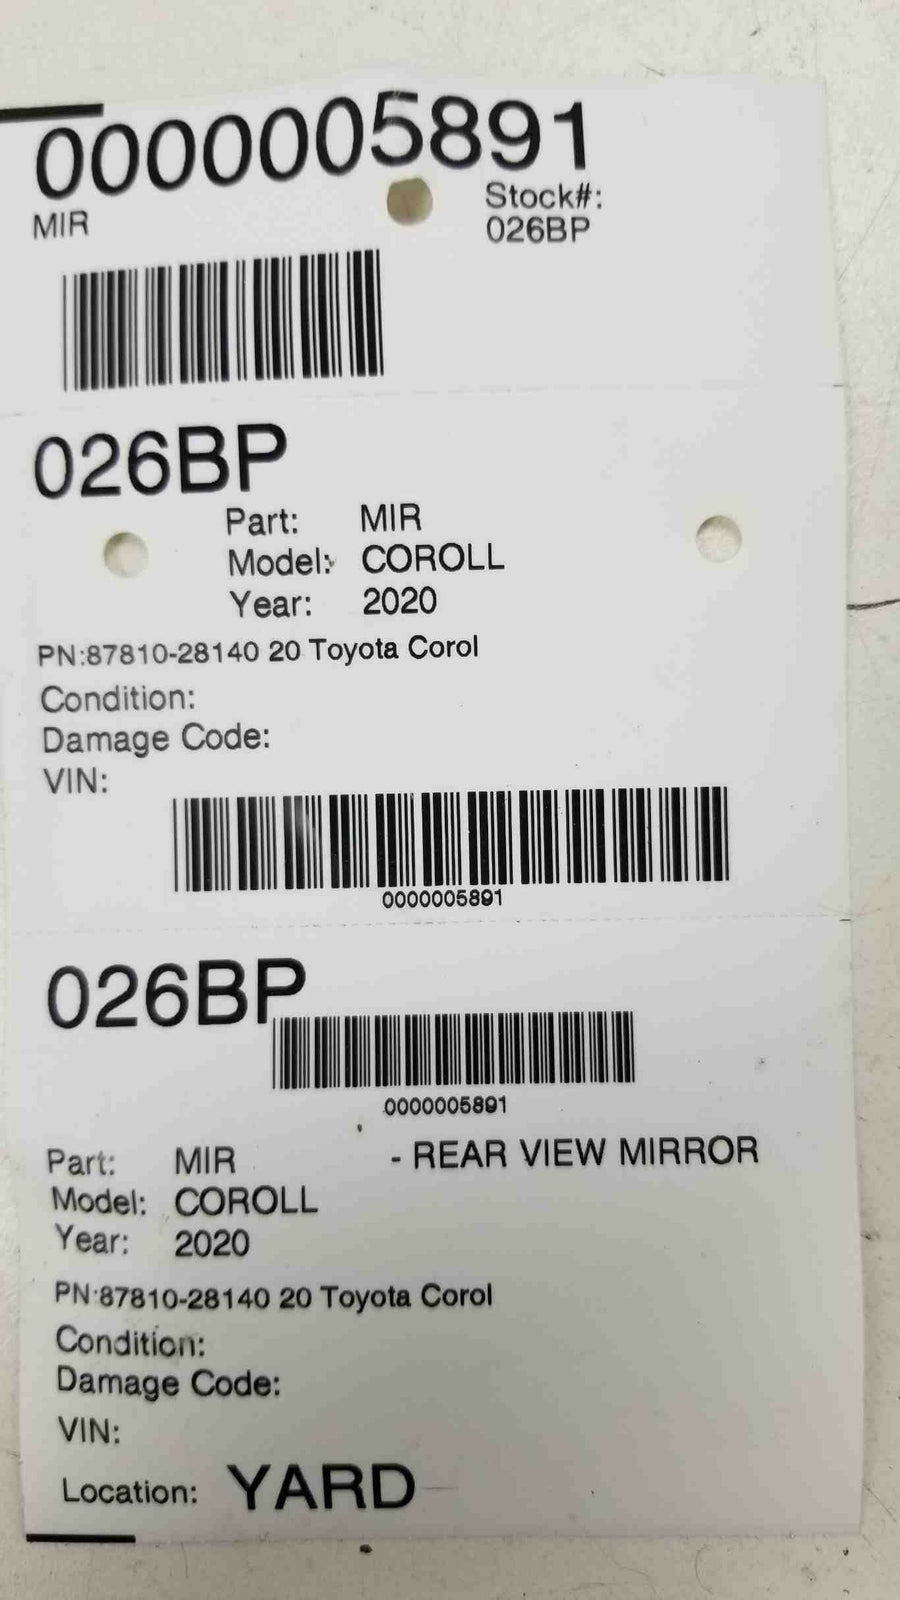 0000005891
MIR
Stock#:
026BP
026BP
Part: MIR
Model: COROLL
Year: 2020
PN:87810-28140 20 Toyota Corol
Condition:
Damage Code:
VIN:
0000005891
026BP
0000005891
Part: MIR - REAR VIEW MIRROR
Model: COROLL
Year: 2020
PN:87810-28140 20 Toyota Corol
Condition:
Damage Code:
VIN:
Location: YARD